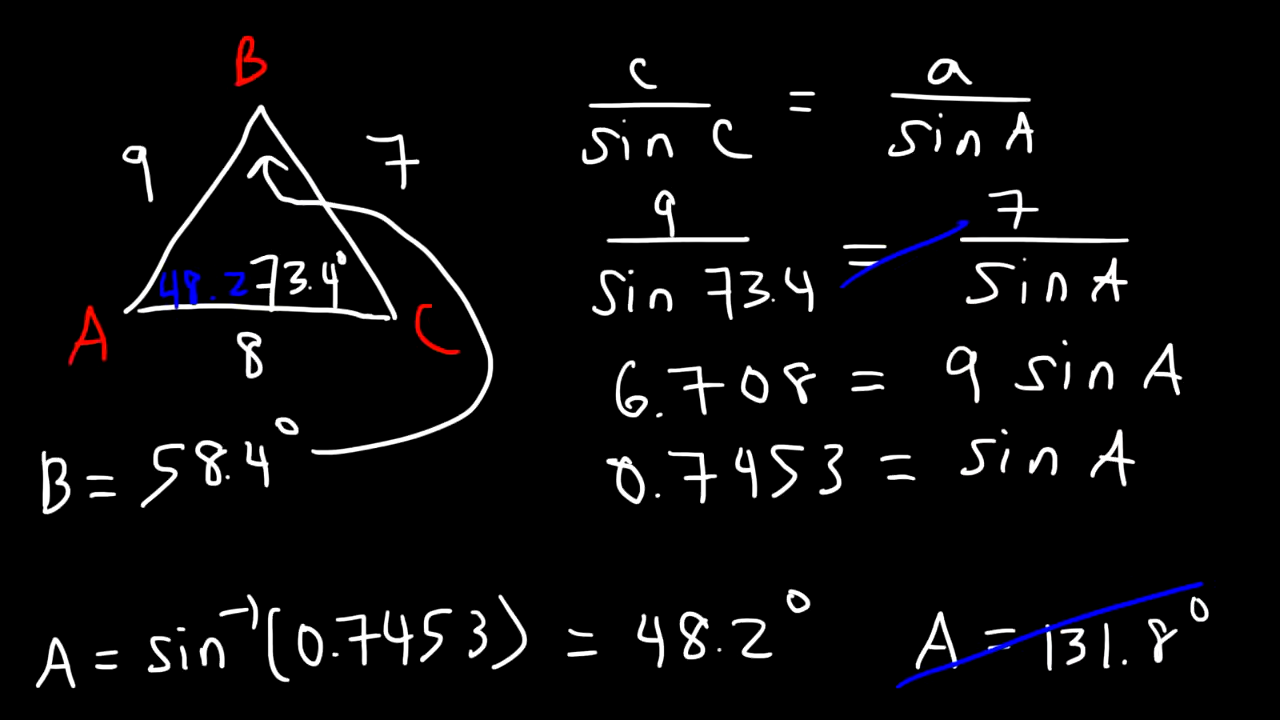 B
9 7
48.2 73.4°
A C
8
B = 58.4°
c/sin C = a/sin A
9/sin 73.4 = 7/sin A
6.708 = 9 sin A
0.7453 = sin A
A = sin⁻¹(0.7453) = 48.2°
A = 131.8°